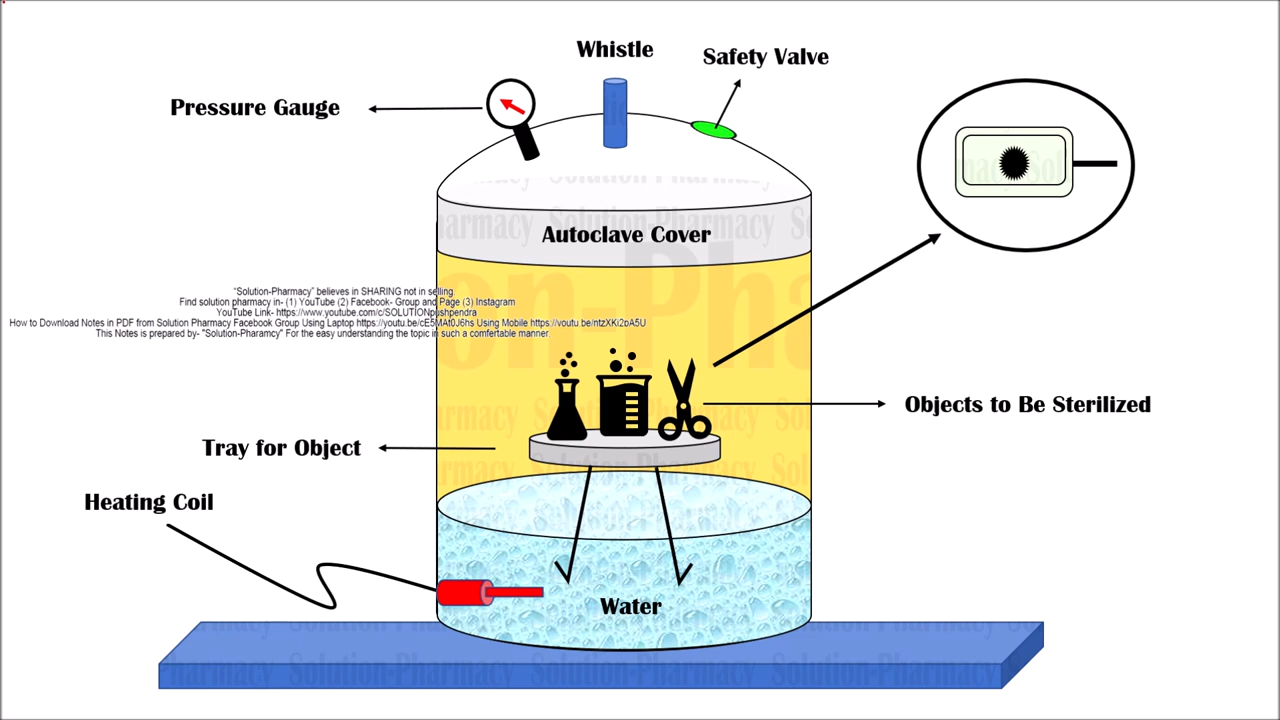 Whistle
Safety Valve
Pressure Gauge
Autoclave Cover
"Solution-Pharmacy" believes in SHARING not in selling.
Find solution pharmacy in- (1) YouTube (2) Facebook- Group and Page (3) Instagram
YouTube Link- https://www.youtube.com/c/SOLUTIONpushpendra
How to Download Notes in PDF from Solution Pharmacy Facebook Group Using Laptop https://youtu.be/cE5MAt0J6hs Using Mobile https://youtu.be/ntzXKi2pA5U
This Notes is prepared by- "Solution-Pharamcy" For the easy understanding the topic in such a comfertable manner.
Objects to Be Sterilized
Tray for Object
Heating Coil
Water
Solution-Pharmacy